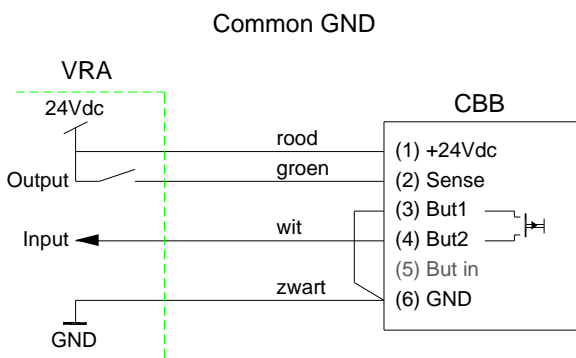 Common GND
VRA
CBB
24Vdc
rood
(1) +24Vdc
Output
groen
(2) Sense
(3) But1
Input
wit
(4) But2
(5) But in
zwart
(6) GND
GND